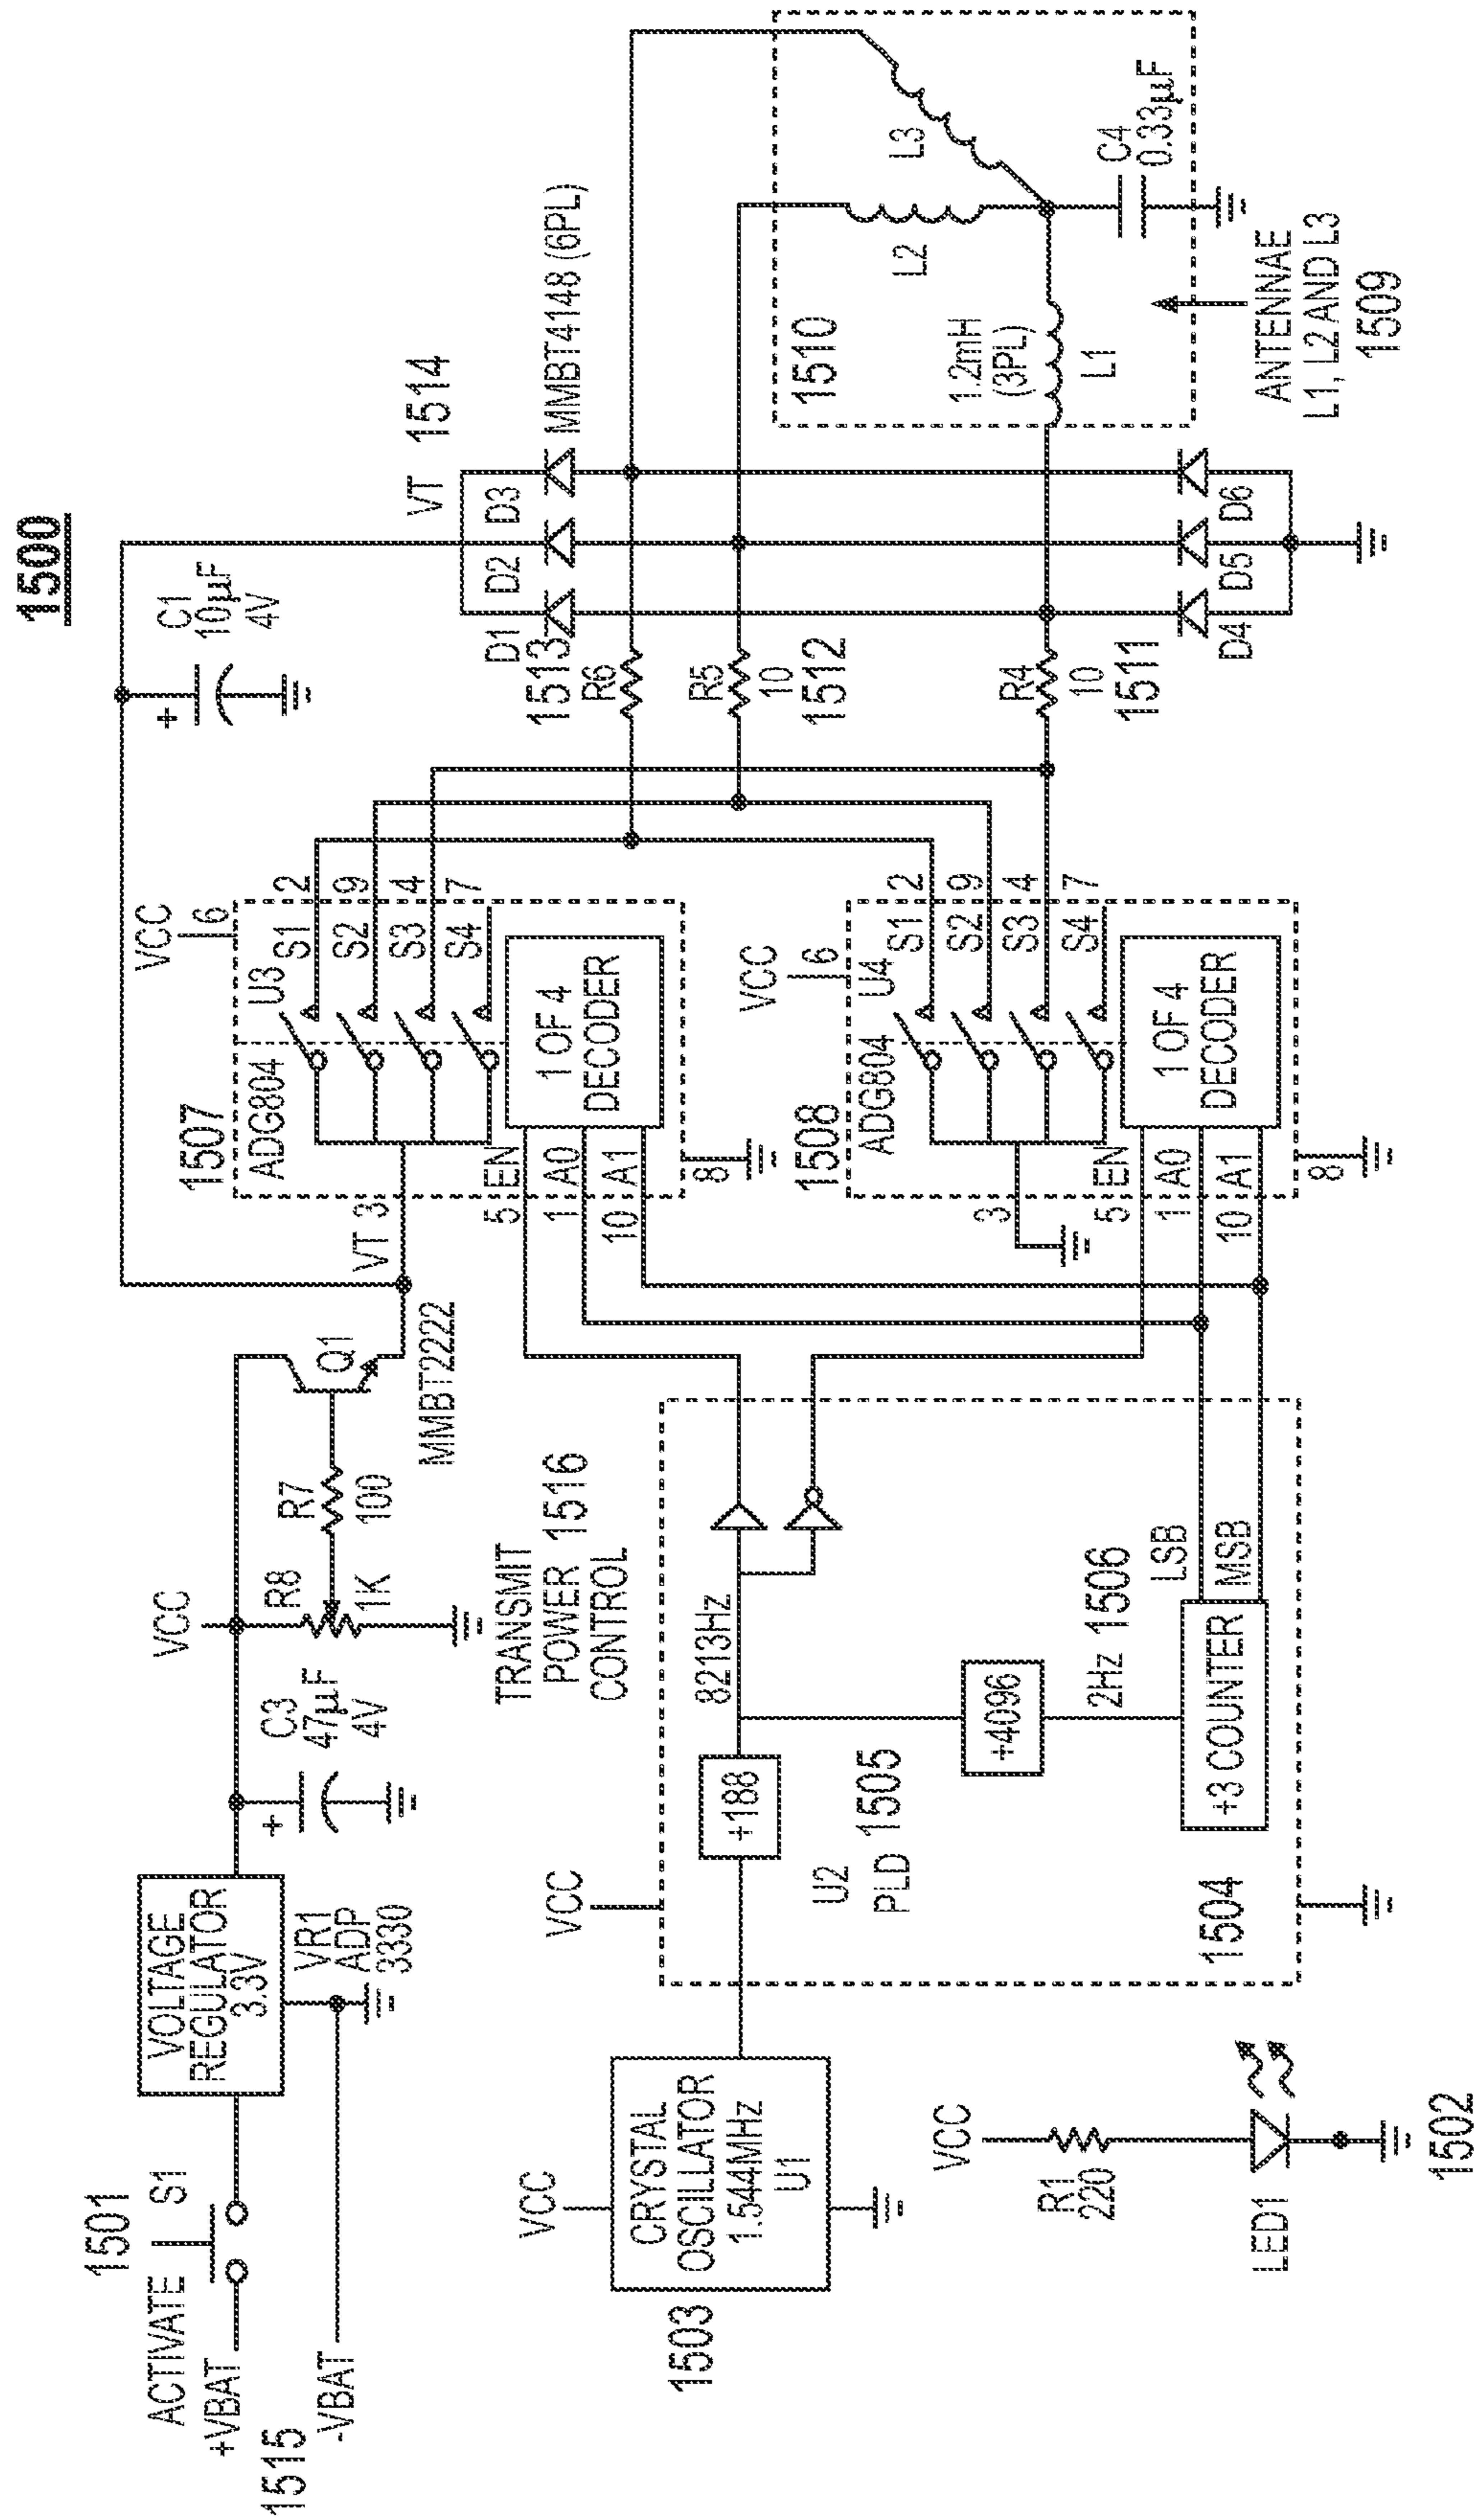 1500
1501
ACTIVATE S1
+VBAT
1515
-VBAT
VOLTAGE
REGULATOR
3.3V
VR1
ADP
3330
C3
47µF
4V
+
VCC
R8
1K
R7
100
Q1
MMBT2222
TRANSMIT
POWER 1516
CONTROL
VT 3
1507
ADG804
U3
VCC
6
S1 2
S2 9
S3 4
S4 7
1 OF 4
DECODER
5 EN
1 A0
10 A1
8
C1
10µF
4V
+
VT 1514
D1
D2
D3
MMBT4148 (6PL)
1513
R6
R5
10
1512
R4
10
1511
D4
D5
D6
1510
1.2mH
(3PL)
L1
L2
L3
C4
0.33µF
ANTENNAE
L1, L2 AND L3
1509
1508
ADG804
U4
VCC
6
S1 2
S2 9
S3 4
S4 7
1 OF 4
DECODER
3
5 EN
1 A0
10 A1
8
VCC
CRYSTAL
OSCILLATOR
1.544MHz
U1
1503
VCC
+188
8213Hz
U2
PLD 1505
+4096
2Hz 1506
+3 COUNTER
LSB
MSB
1504
VCC
R1
220
LED1
1502